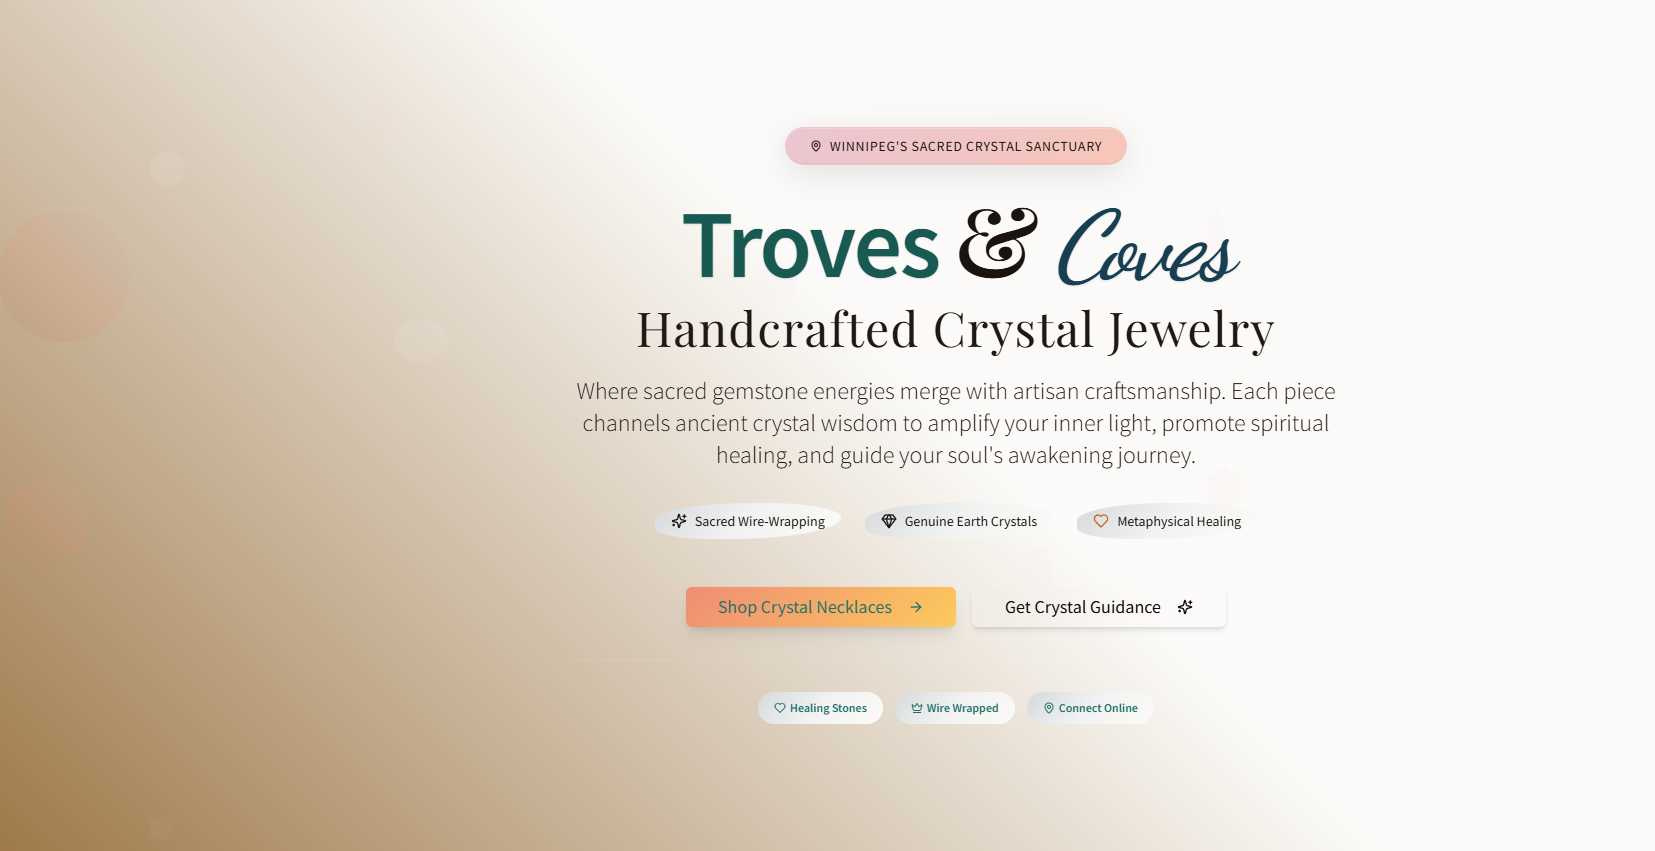 WINNIPEG'S SACRED CRYSTAL SANCTUARY
Troves & Coves
Handcrafted Crystal Jewelry
Where sacred gemstone energies merge with artisan craftsmanship. Each piece
channels ancient crystal wisdom to amplify your inner light, promote spiritual
healing, and guide your soul's awakening journey.
Sacred Wire-Wrapping Genuine Earth Crystals Metaphysical Healing
Shop Crystal Necklaces Get Crystal Guidance
Healing Stones Wire Wrapped Connect Online